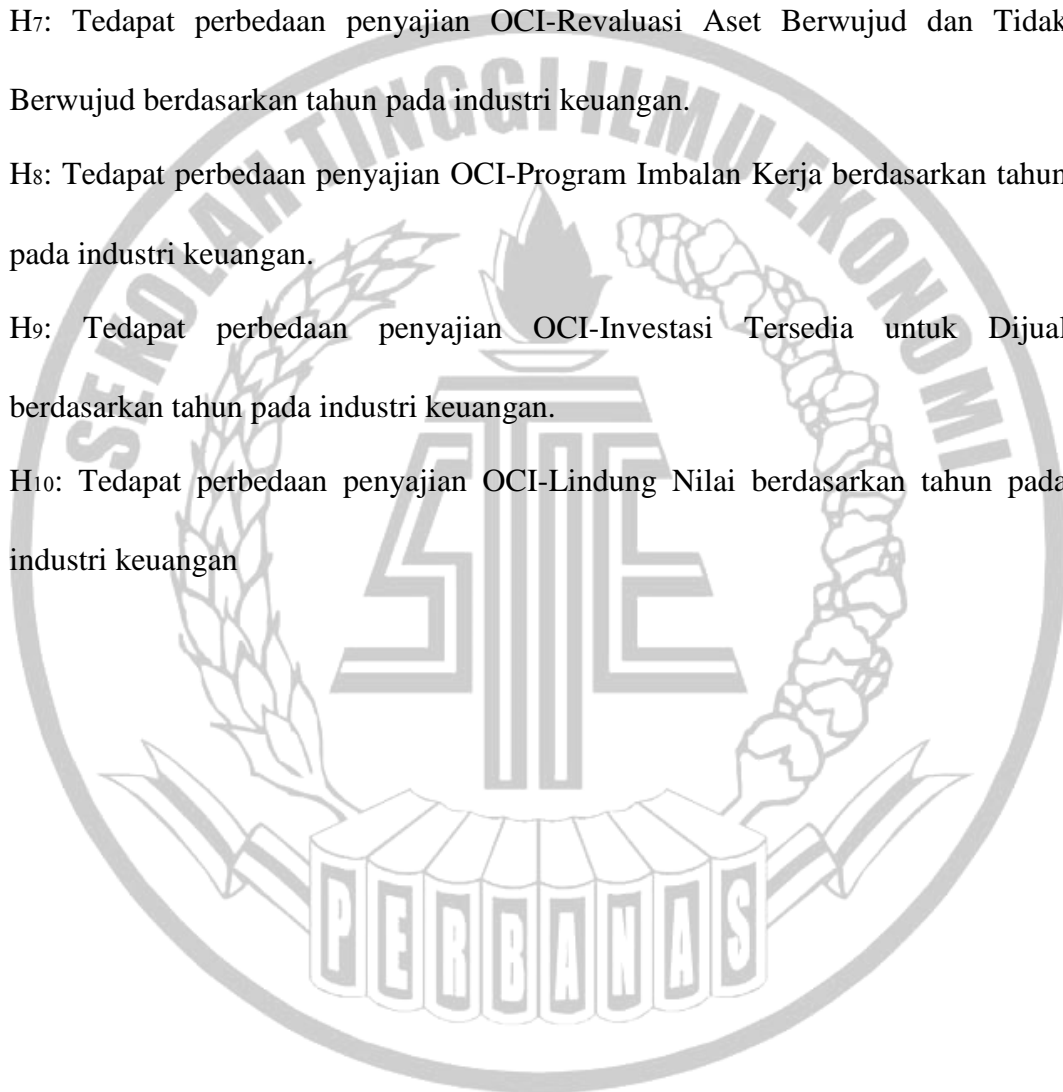 H7: Tedapat perbedaan penyajian OCI-Revaluasi Aset Berwujud dan Tidak
Berwujud berdasarkan tahun pada industri keuangan.
H8: Tedapat perbedaan penyajian OCI-Program Imbalan Kerja berdasarkan tahun
pada industri keuangan.
H9: Tedapat perbedaan penyajian OCI-Investasi Tersedia untuk Dijual
berdasarkan tahun pada industri keuangan.
H10: Tedapat perbedaan penyajian OCI-Lindung Nilai berdasarkan tahun pada
industri keuangan
SEKOLAH TINGGI ILMU EKONOMI
STIE
PERBANAS